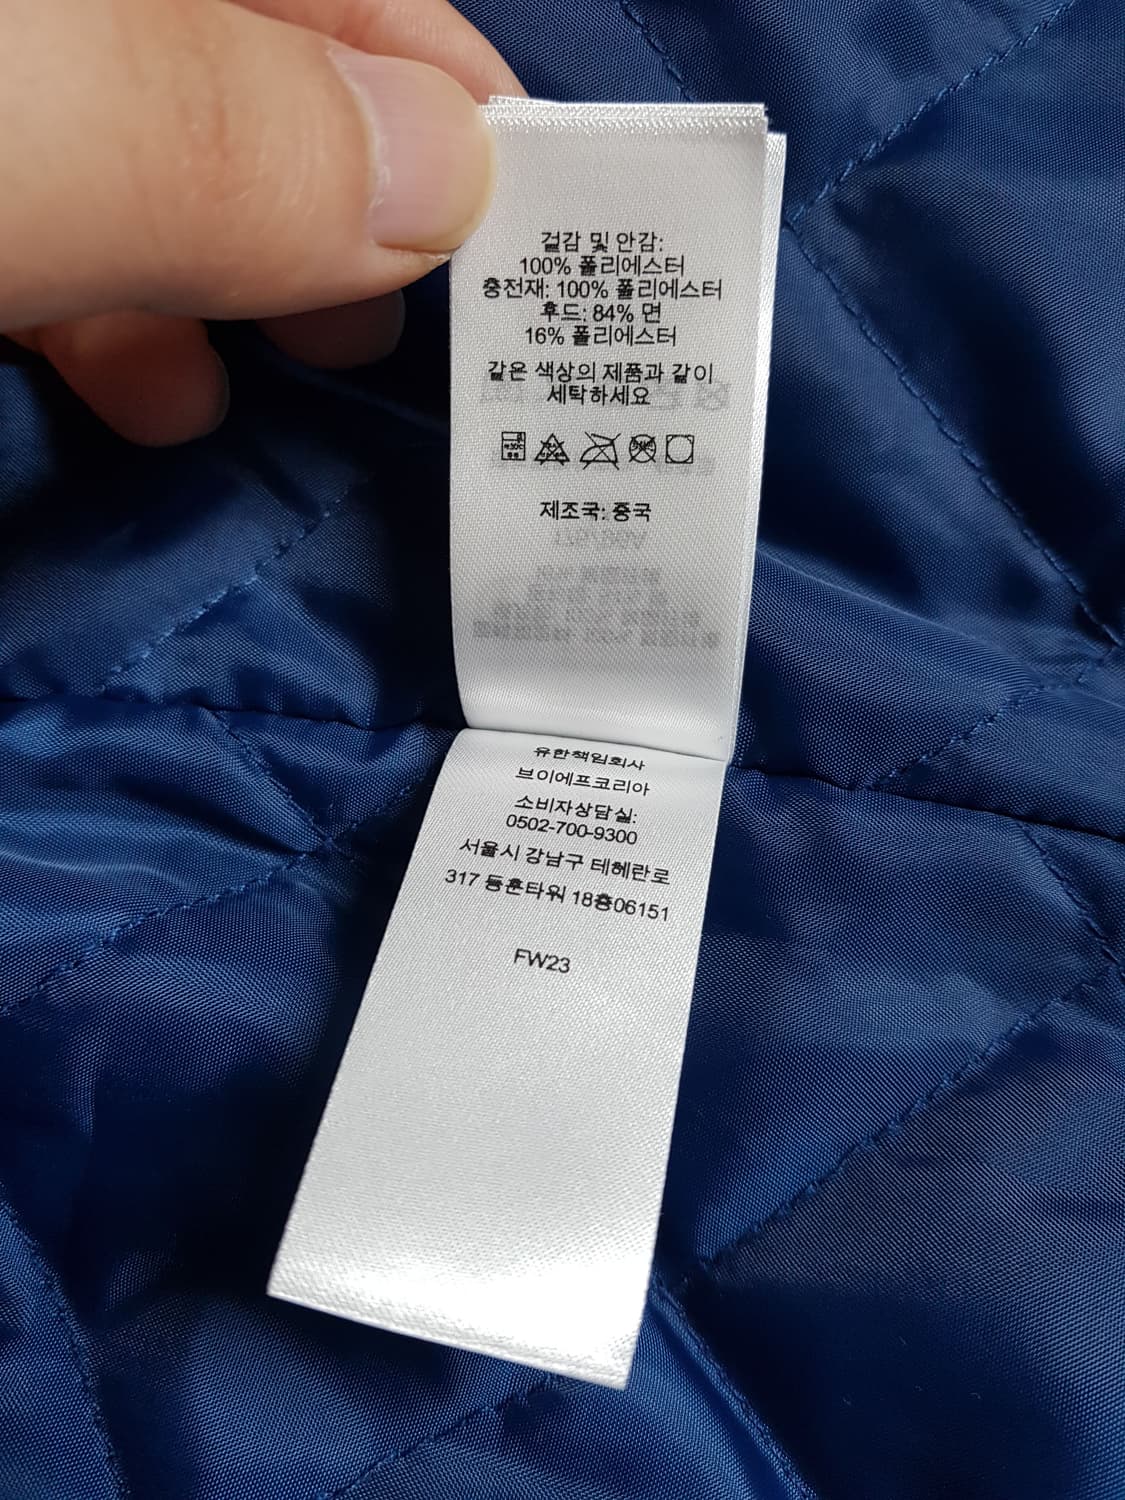 겉감 및 안감:
100% 폴리에스터
충전재: 100% 폴리에스터
후드: 84% 면
16% 폴리에스터
같은 색상의 제품과 같이
세탁하세요
제조국: 중국
유한책임회사
브이에프코리아
소비자상담실:
0502-700-9300
서울시 강남구 테헤란로
317 동훈타워 18층06151
FW23